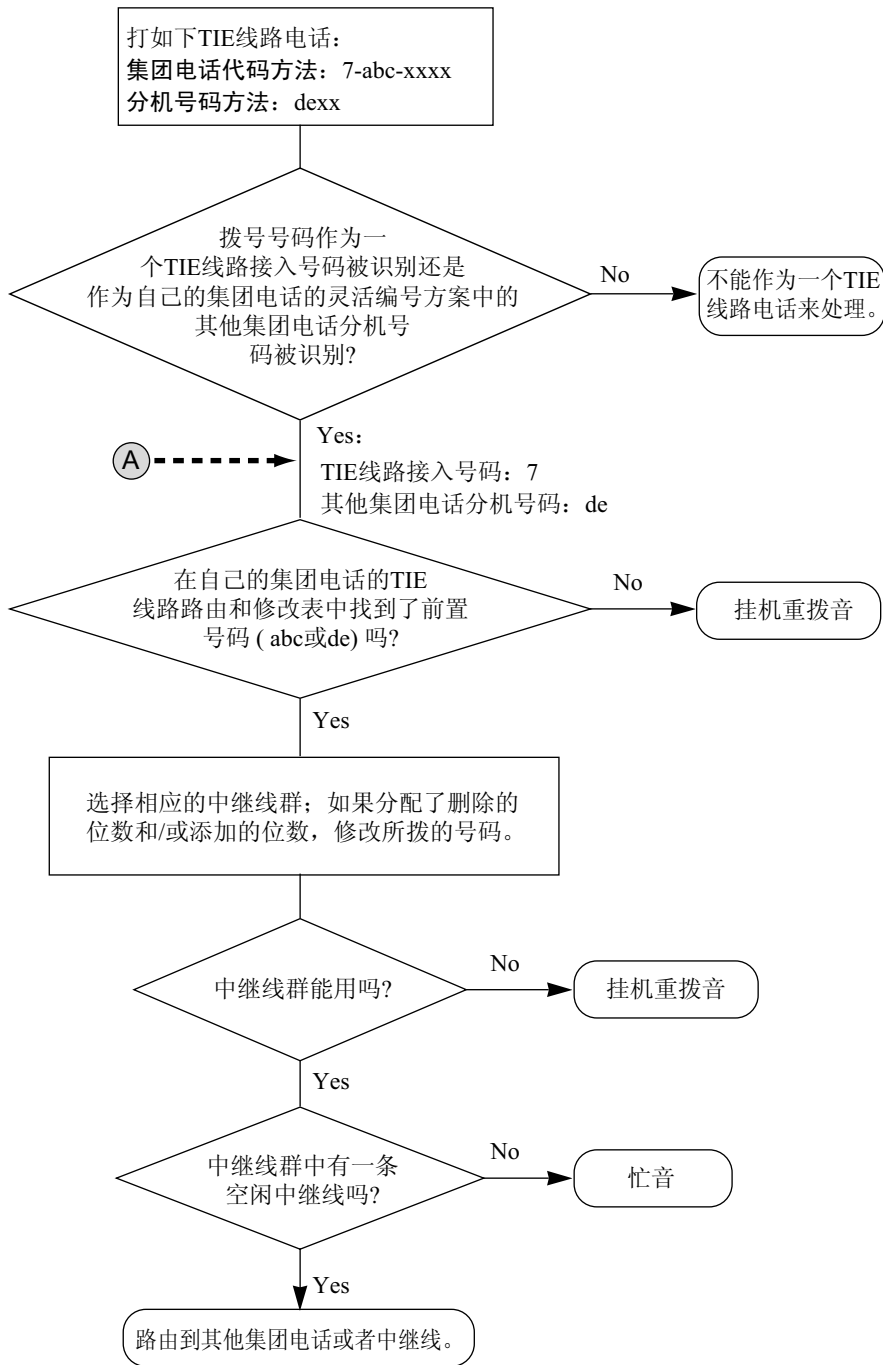 打如下TIE线路电话：
集团电话代码方法：7-abc-xxxx
分机号码方法：dexx
拨号号码作为一
个TIE线路接入号码被识别还是
作为自己的集团电话的灵活编号方案中的
其他集团电话分机号
码被识别?
No
不能作为一个TIE
线路电话来处理。
Yes：
A
TIE线路接入号码：7
其他集团电话分机号码：de
在自己的集团电话的TIE
线路路由和修改表中找到了前置
号码 ( abc或de) 吗?
No
挂机重拨音
Yes
选择相应的中继线群；如果分配了删除的
位数和/或添加的位数，修改所拨的号码。
中继线群能用吗?
No
挂机重拨音
Yes
中继线群中有一条
空闲中继线吗?
No
忙音
Yes
路由到其他集团电话或者中继线。